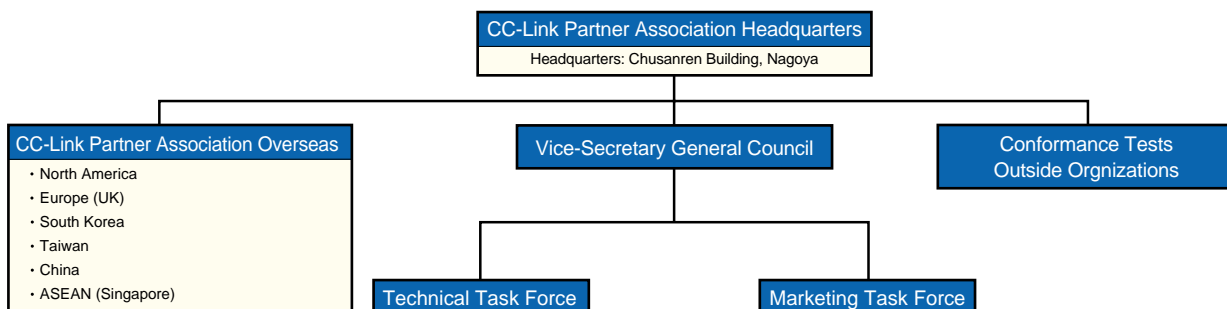 CC-Link Partner Association Headquarters
Headquarters: Chusanren Building, Nagoya
CC-Link Partner Association Overseas
・North America
・Europe (UK)
・South Korea
・Taiwan
・China
・ASEAN (Singapore)
Vice-Secretary General Council
Conformance Tests
Outside Orgnizations
Technical Task Force
Marketing Task Force